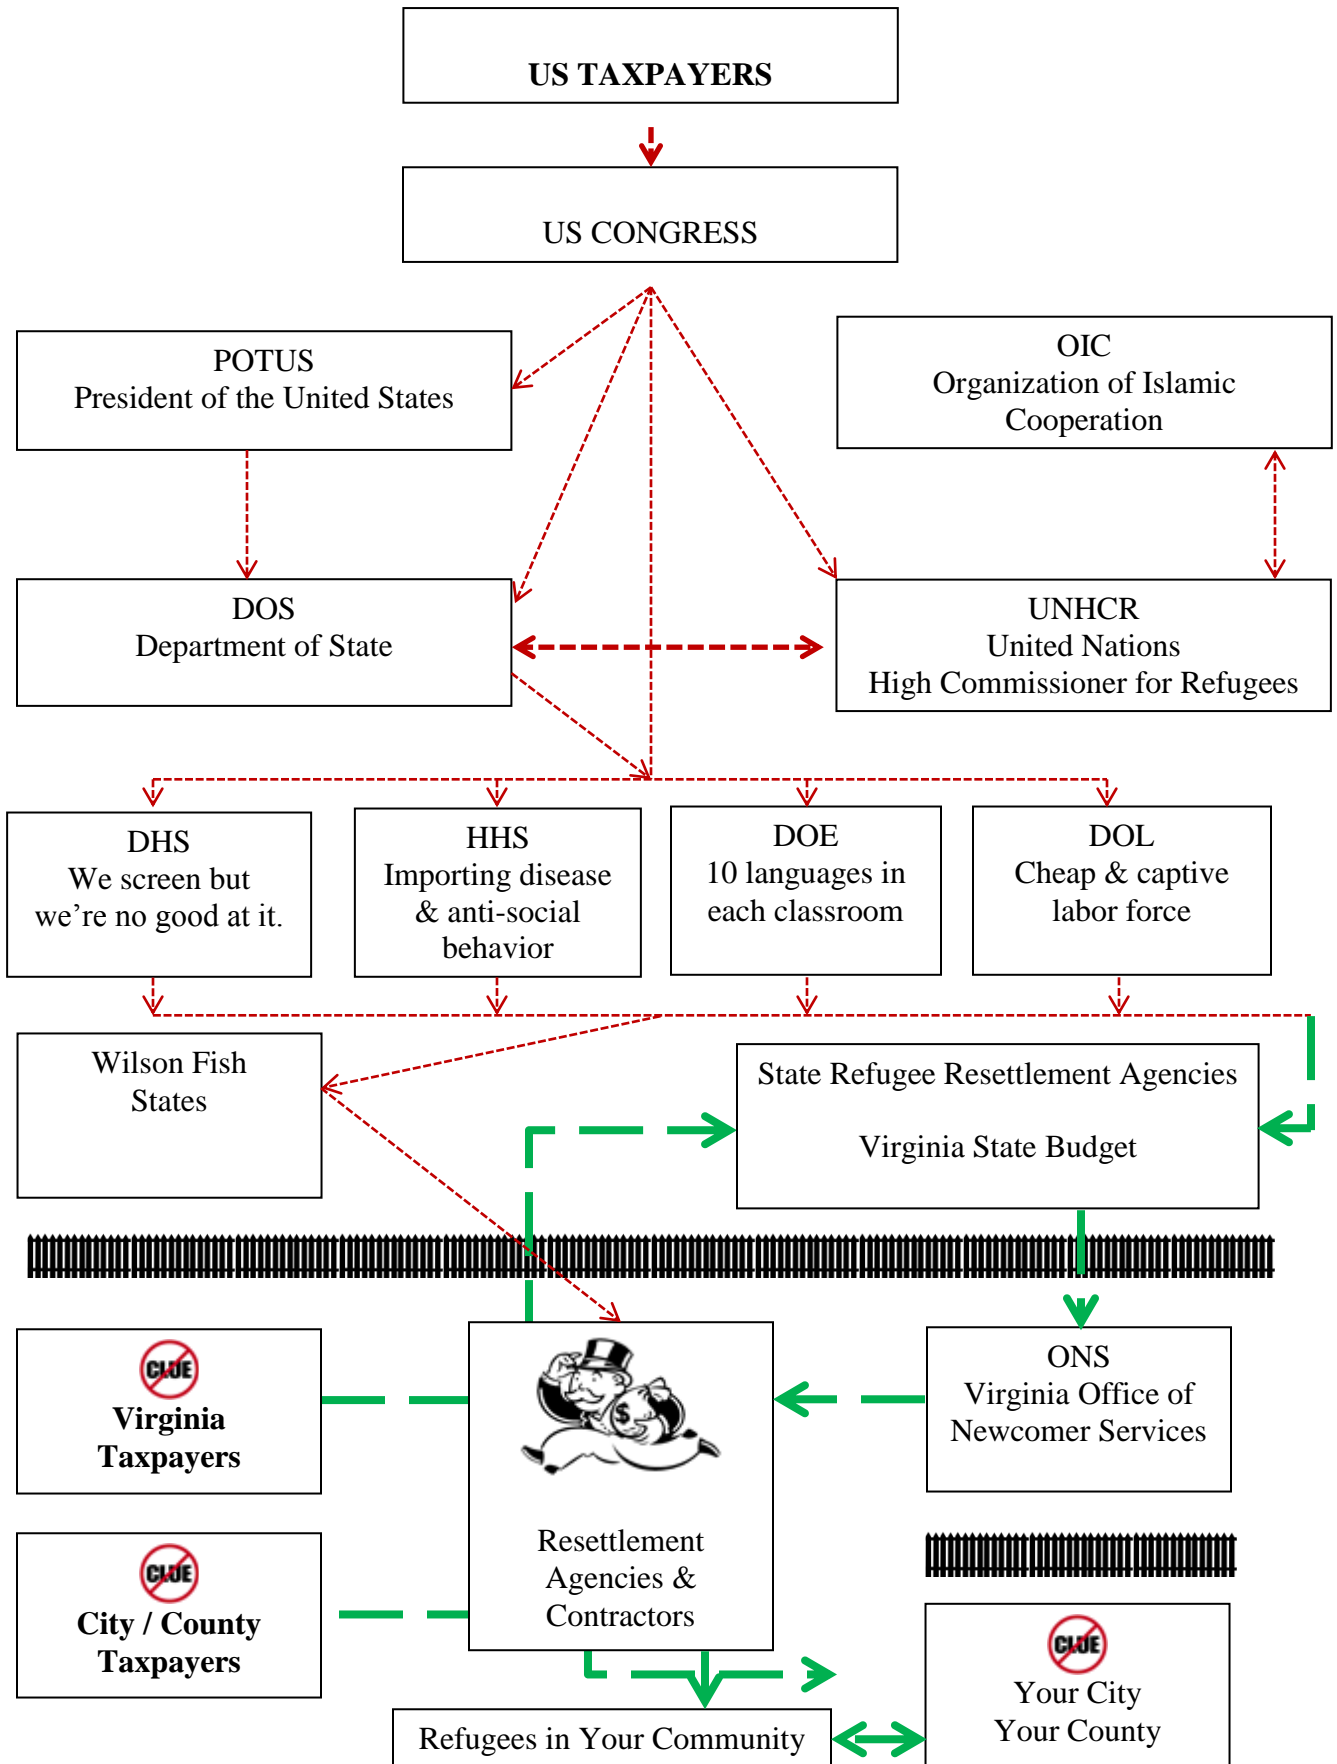 US TAXPAYERS
US CONGRESS
POTUS
President of the United States
OIC
Organization of Islamic
Cooperation
DOS
Department of State
UNHCR
United Nations
High Commissioner for Refugees
DHS
We screen but
we’re no good at it.
HHS
Importing disease
& anti-social
behavior
DOE
10 languages in
each classroom
DOL
Cheap & captive
labor force
Wilson Fish
States
State Refugee Resettlement Agencies
Virginia State Budget
CLUE
Virginia
Taxpayers
$
Resettlement
Agencies &
Contractors
ONS
Virginia Office of
Newcomer Services
CLUE
City / County
Taxpayers
CLUE
Your City
Your County
Refugees in Your Community